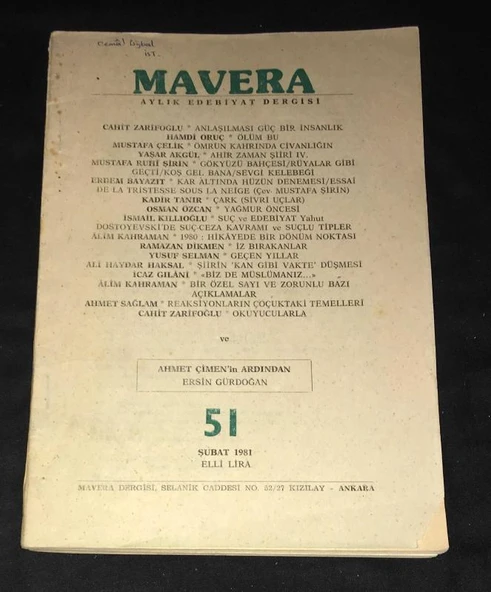 MAVERA
AYLIK EDEBİYAT DERGİSİ
CAHİT ZARİFOĞLU * ANLAŞILMASI GÜÇ BİR İNSANLIK
HAMDİ ORUÇ * ÖLÜM BU
MUSTAFA ÇELİK * ÖMRÜN KAHRINDA CİVANLIĞIN
YAŞAR AKGÜL * AHİR ZAMAN ŞİİRİ IV.
MUSTAFA RUHİ ŞİRİN * GÖKYÜZÜ BAHÇESİ/RÜYALAR GİBİ
GEÇTİ/KOŞ GEL BANA/SEVGİ KELEBEĞİ
ERDEM BAYAZIT * KAR ALTINDA HÜZÜN DENEMESİ/ESSAİ
DE LA TRISTESSE SOUS LA NEIGE (Çev. MUSTAFA ŞİRİN)
KADİR TANIR * ÇARK (SİVRİ UÇLAR)
OSMAN ÖZCAN * YAĞMUR ÖNCESİ
İSMAİL KILLIOĞLU * SUÇ ve EDEBİYAT Yahut
DOSTOYEVSKİ'DE SUÇ-CEZA KAVRAMI ve SUÇLU TİPLER
ÂLİM KAHRAMAN * 1980 : HİKÂYEDE BİR DÖNÜM NOKTASI
RAMAZAN DİKMEN * İZ BIRAKANLAR
YUSUF SELMAN * GEÇEN YILLAR
ALİ HAYDAR HAKSAL * ŞİİRİN 'KAN GİBİ VAKTE' DÜŞMESİ
İCAZ GİLÂNİ * «BİZ DE MÜSLÜMANIZ...»
ÂLİM KAHRAMAN * BİR ÖZEL SAYI VE ZORUNLU BAZI
AÇIKLAMALAR
AHMET SAĞLAM * REAKSİYONLARIN ÇOÇUKTAKİ TEMELLERİ
CAHİT ZARİFOĞLU * OKUYUCULARLA
ve
AHMET ÇİMEN'in ARDINDAN
ERSİN GÜRDOĞAN
51
ŞUBAT 1981
ELLİ LİRA
MAVERA DERGİSİ, SELANİK CADDESİ NO. 52/27 KIZILAY - ANKARA